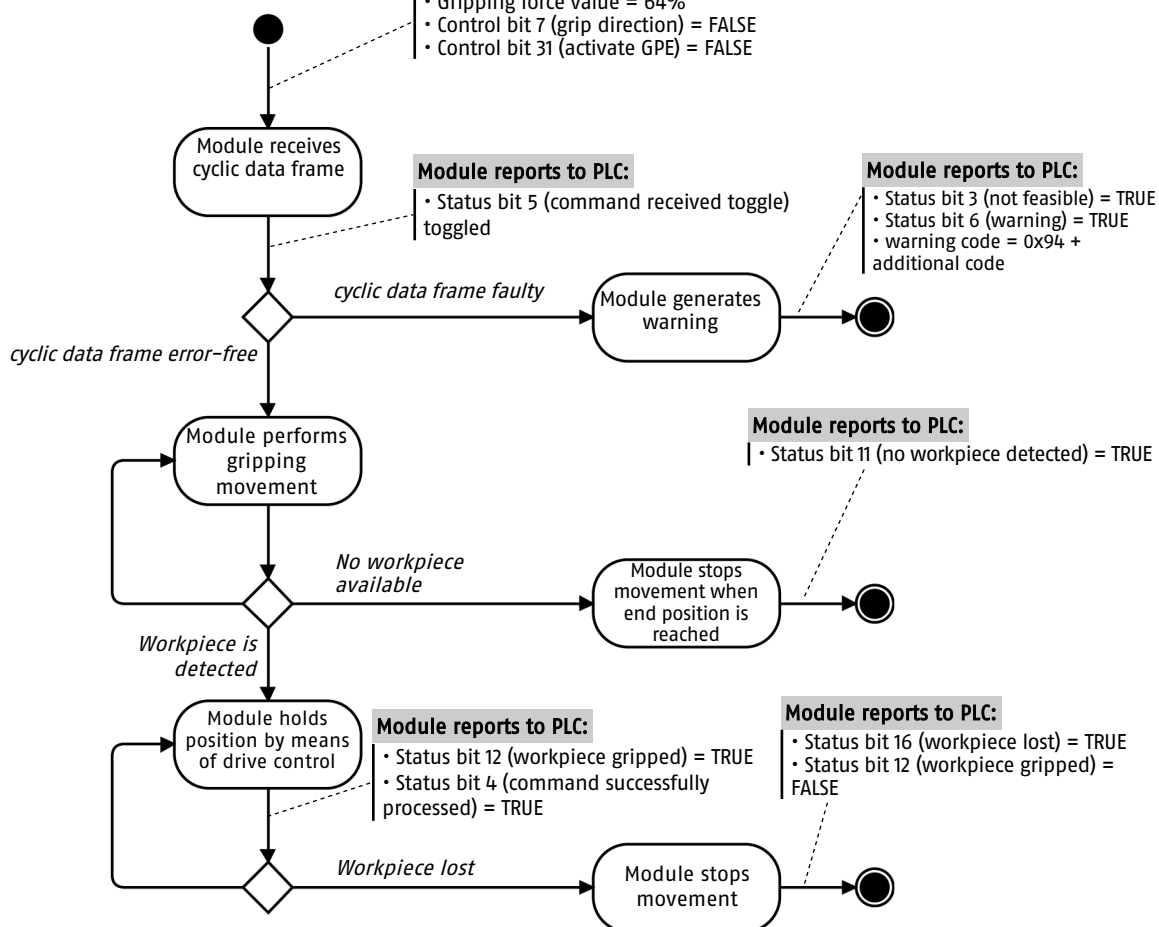 • Gripping force value = 64%
• Control bit 7 (grip direction) = FALSE
• Control bit 31 (activate GPE) = FALSE
Module receives
cyclic data frame
Module reports to PLC:
• Status bit 5 (command received toggle)
toggled
Module reports to PLC:
• Status bit 3 (not feasible) = TRUE
• Status bit 6 (warning) = TRUE
• warning code = 0x94 +
additional code
cyclic data frame faulty
Module generates
warning
cyclic data frame error-free
Module performs
gripping
movement
Module reports to PLC:
• Status bit 11 (no workpiece detected) = TRUE
No workpiece
available
Module stops
movement when
end position is
reached
Workpiece is
detected
Module holds
position by means
of drive control
Module reports to PLC:
• Status bit 12 (workpiece gripped) = TRUE
• Status bit 4 (command successfully
processed) = TRUE
Module reports to PLC:
• Status bit 16 (workpiece lost) = TRUE
• Status bit 12 (workpiece gripped) =
FALSE
Workpiece lost
Module stops
movement